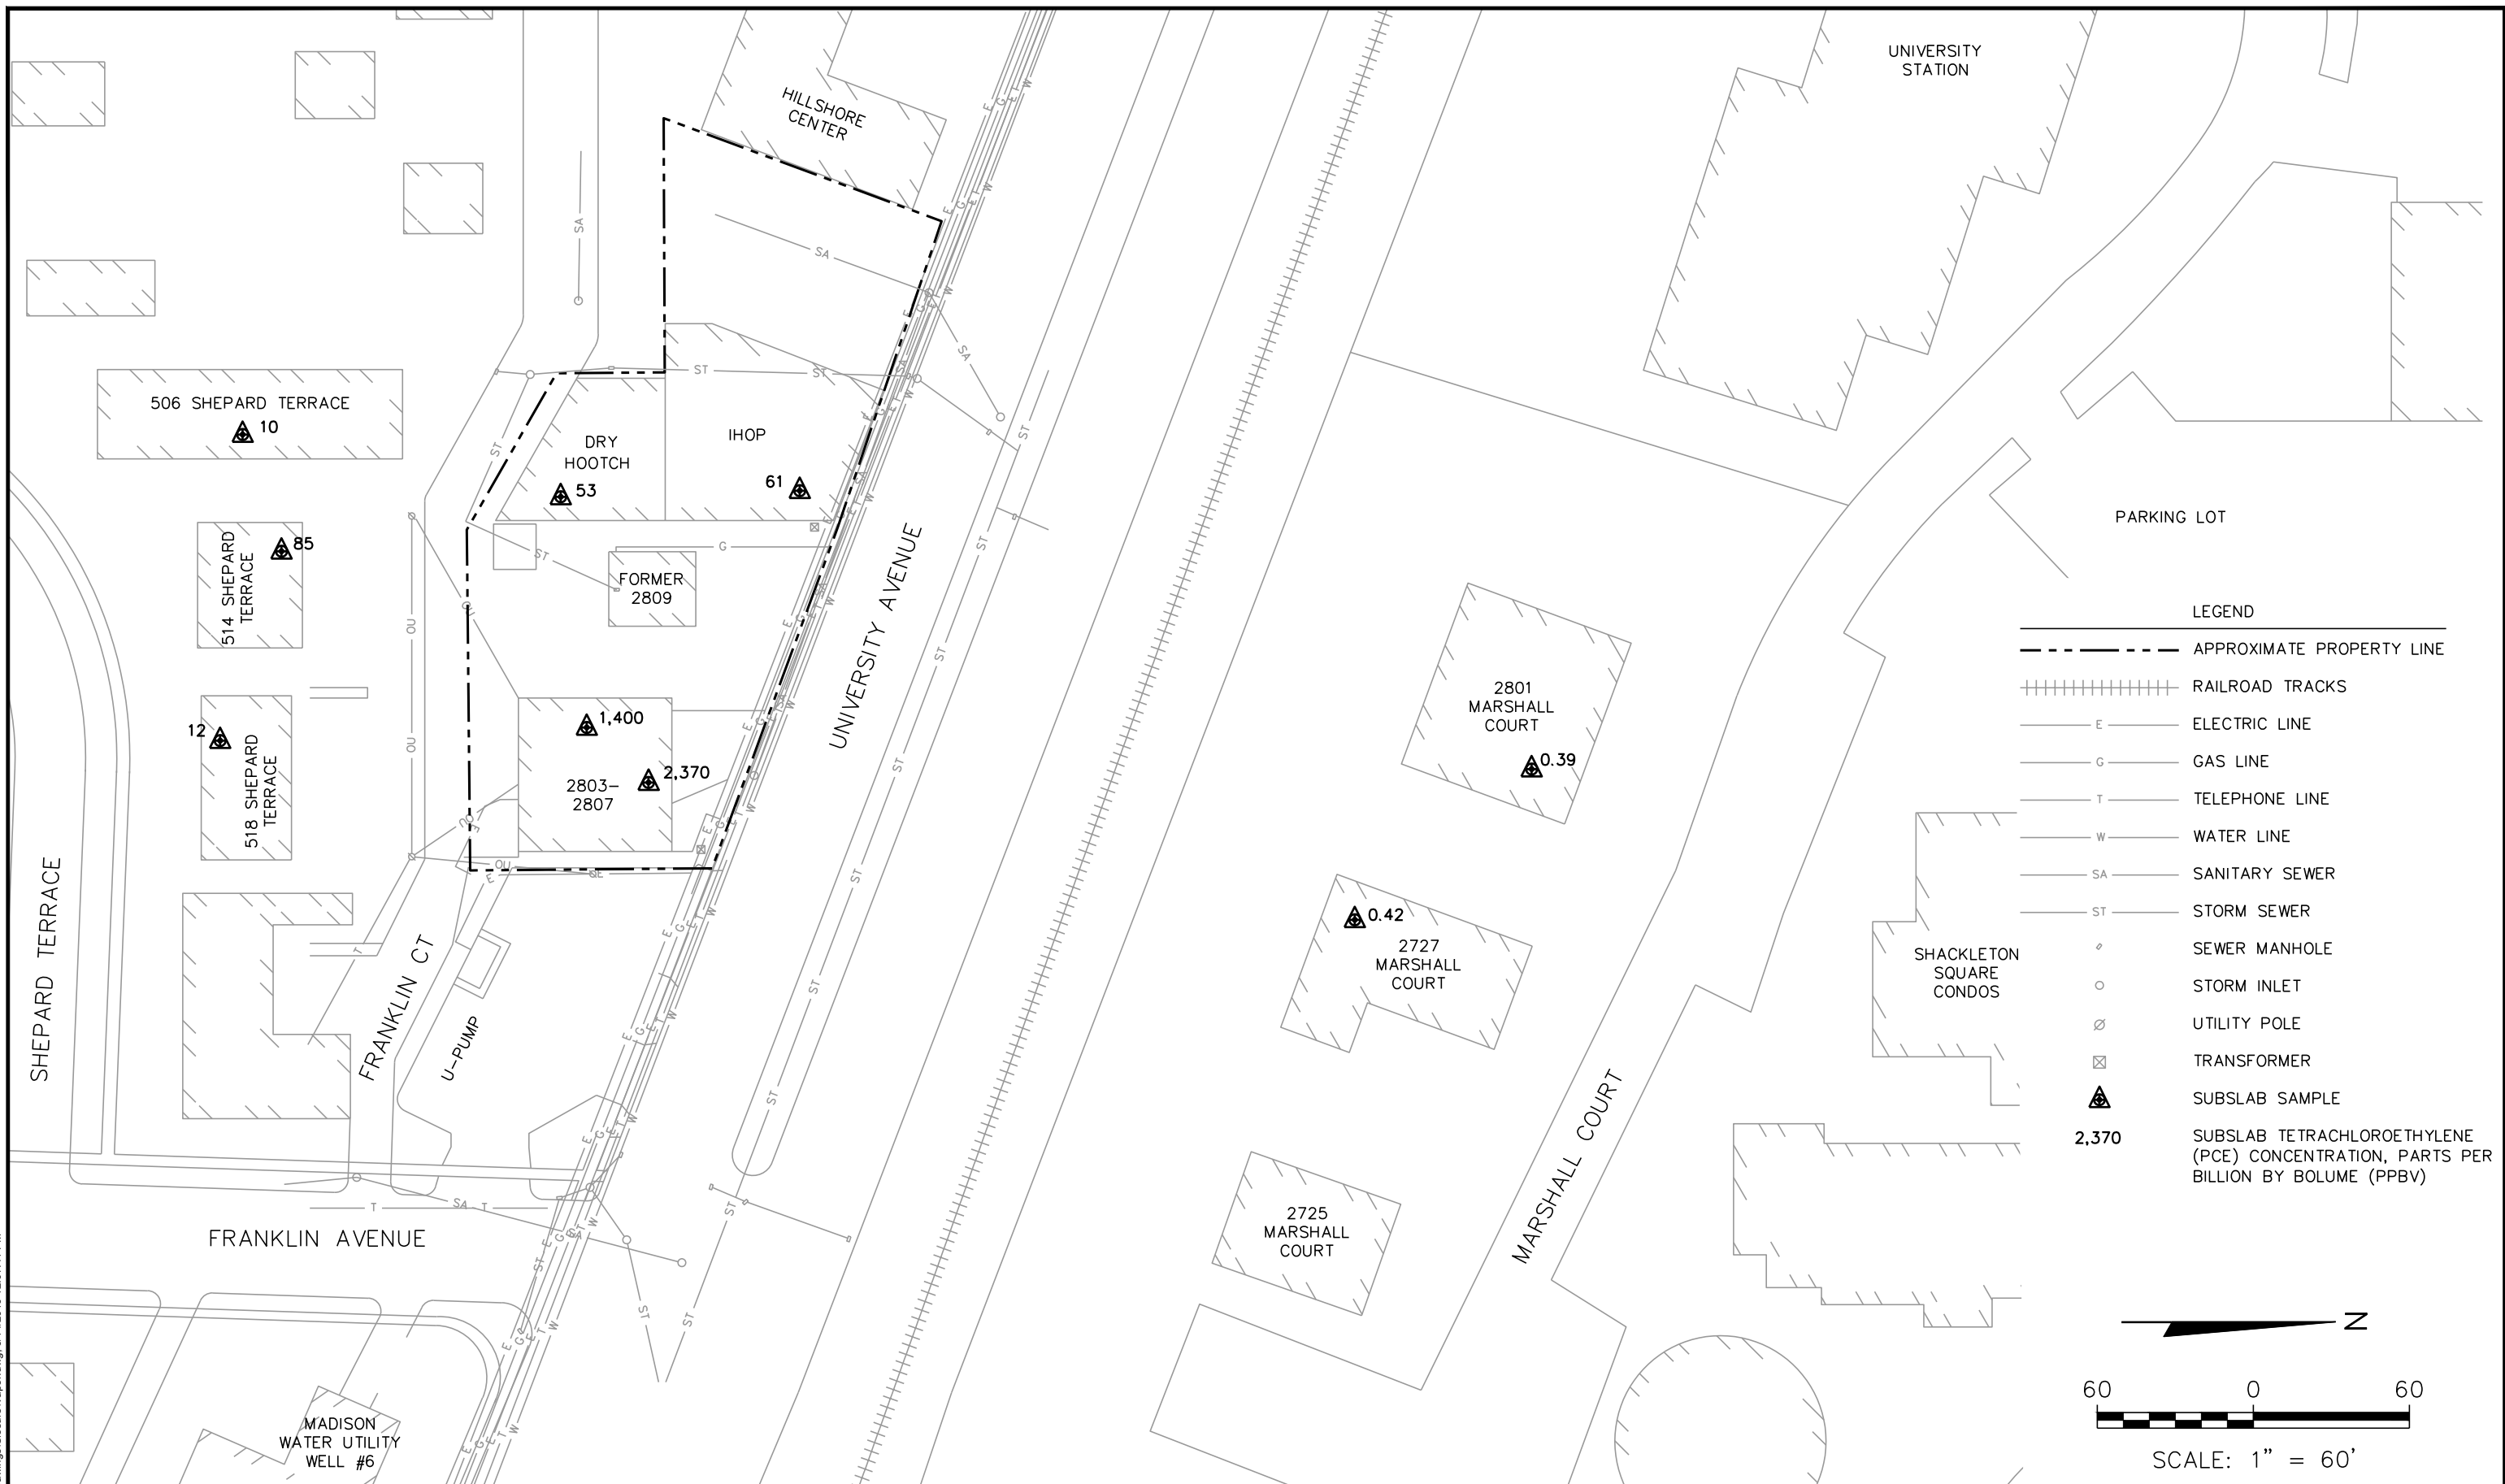 UNIVERSITY
STATION
HILLSHORE
CENTER
506 SHEPARD TERRACE
10
DRY
HOOTCH
53
IHOP
61
514 SHEPARD
TERRACE
85
FORMER
2809
PARKING LOT
UNIVERSITY AVENUE
518 SHEPARD
TERRACE
12
1,400
2,370
2803-
2807
2801
MARSHALL
COURT
0.39
0.42
2727
MARSHALL
COURT
SHACKLETON
SQUARE
CONDOS
SHEPARD TERRACE
FRANKLIN CT
U-PUMP
MARSHALL COURT
2725
MARSHALL
COURT
FRANKLIN AVENUE
MADISON
WATER UTILITY
WELL #6
LEGEND
APPROXIMATE PROPERTY LINE
RAILROAD TRACKS
E ELECTRIC LINE
G GAS LINE
T TELEPHONE LINE
W WATER LINE
SA SANITARY SEWER
ST STORM SEWER
SEWER MANHOLE
STORM INLET
UTILITY POLE
TRANSFORMER
SUBSLAB SAMPLE
2,370 SUBSLAB TETRACHLOROETHYLENE
(PCE) CONCENTRATION, PARTS PER
BILLION BY BOLUME (PPBV)
N
60 0 60
SCALE: 1" = 60'